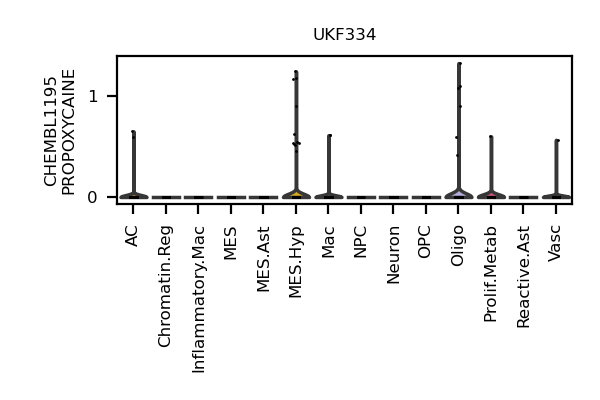 UKF334
CHEMBL1195
PROPOXYCAINE
1
0
AC
Chromatin.Reg
Inflammatory.Mac
MES
MES.Ast
MES.Hyp
Mac
NPC
Neuron
OPC
Oligo
Prolif.Metab
Reactive.Ast
Vasc